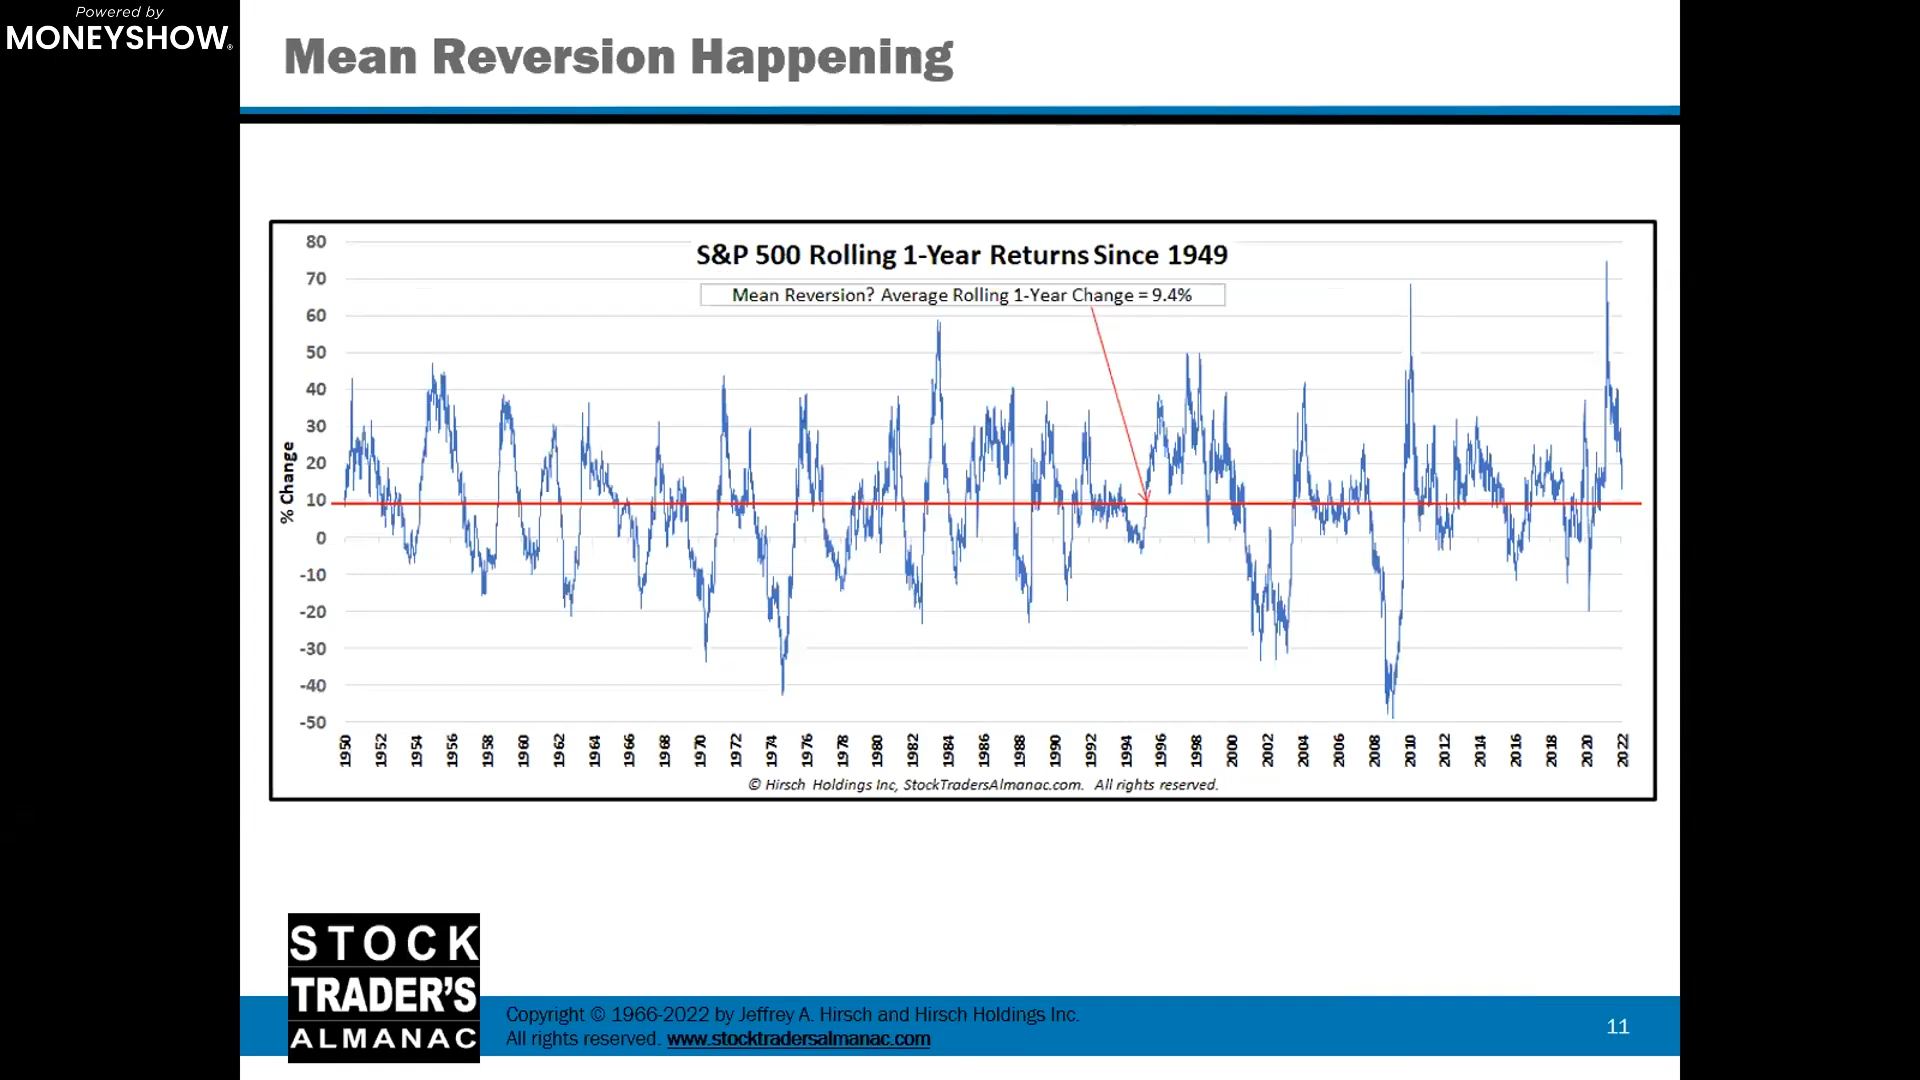 Powered by
MONEYSHOW®
Mean Reversion Happening
S&P 500 Rolling 1-Year Returns Since 1949
Mean Reversion? Average Rolling 1-Year Change = 9.4%
% Change
80
70
60
50
40
30
20
10
0
-10
-20
-30
-40
-50
1950 1952 1954 1956 1958 1960 1962 1964 1966 1968 1970 1972 1974 1976 1978 1980 1982 1984 1986 1988 1990 1992 1994 1996 1998 2000 2002 2004 2006 2008 2010 2012 2014 2016 2018 2020 2022
© Hirsch Holdings Inc, StockTradersAlmanac.com. All rights reserved.
STOCK
TRADER'S
ALMANAC
Copyright © 1966-2022 by Jeffrey A. Hirsch and Hirsch Holdings Inc.
All rights reserved. www.stocktradersalmanac.com
11